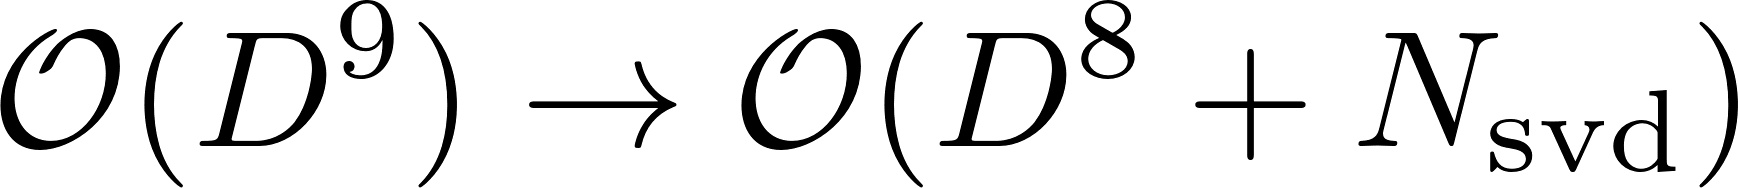 𝒪(D⁹) ⟶ 𝒪(D⁸ + N_svd)